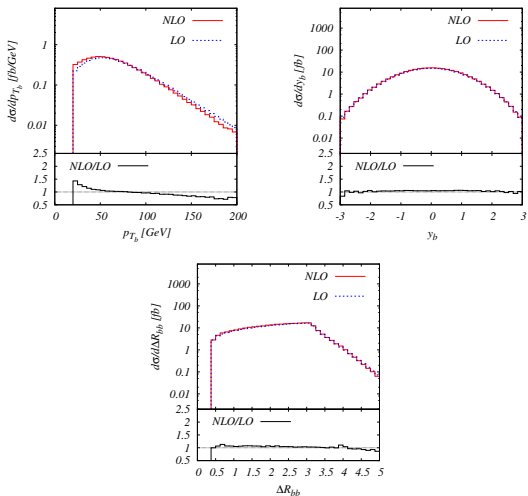 NLO
LO
dσ/dp_{T_b} [fb/GeV]
1
0.1
0.01
2.5
2
1.5
1
0.5
NLO/LO
0 50 100 150 200
p_{T_b} [GeV]
NLO
LO
dσ/dy_b [fb]
1000
10
1
0.1
0.01
2.5
2
1.5
1
0.5
NLO/LO
-3 -2 -1 0 1 2 3
y_b
NLO
LO
dσ/dΔR_{bb} [fb]
1000
10
1
0.1
0.01
2.5
2
1.5
1
0.5
NLO/LO
0 0.5 1 1.5 2 2.5 3 3.5 4 4.5 5
ΔR_{bb}